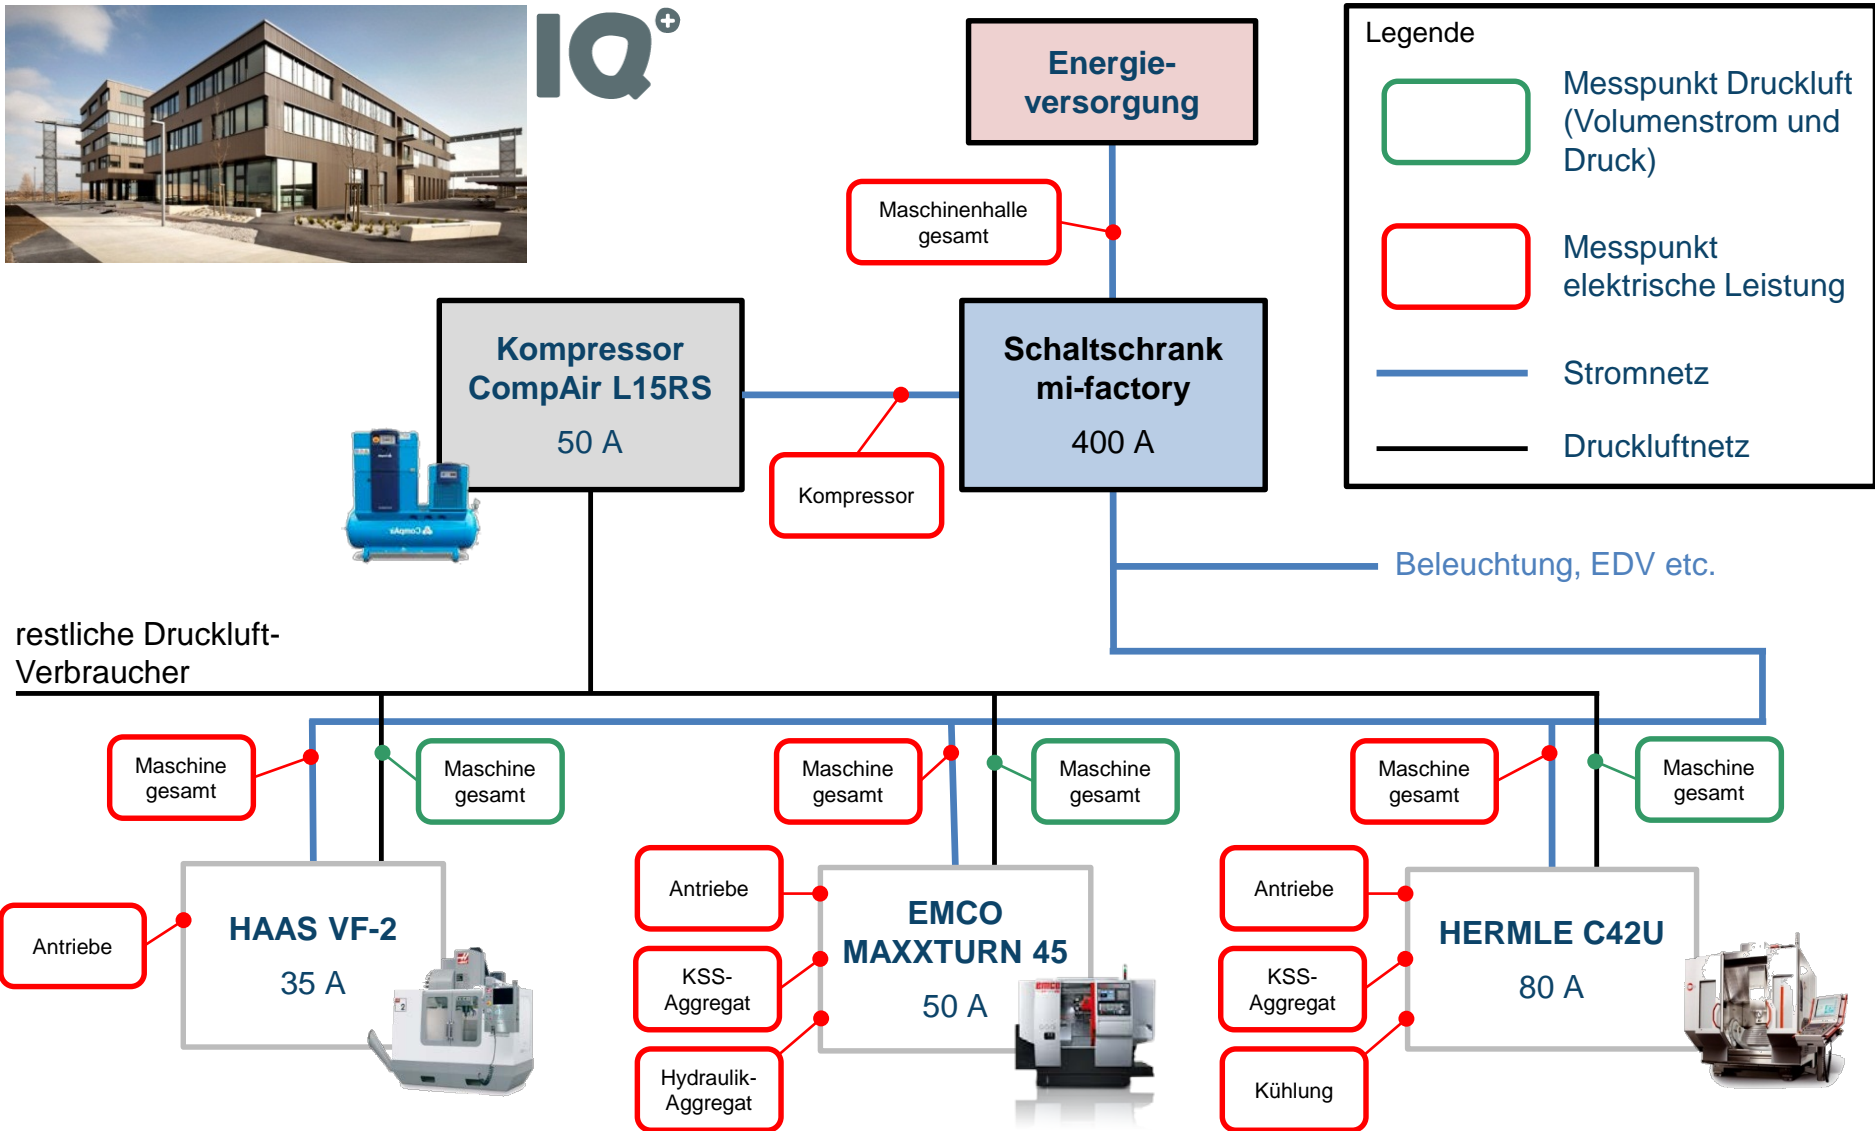 IQ+
Energie-
versorgung
Legende
Messpunkt Druckluft
(Volumenstrom und
Druck)
Messpunkt
elektrische Leistung
Stromnetz
Druckluftnetz
Maschinenhalle
gesamt
Kompressor
CompAir L15RS
50 A
Schaltschrank
mi-factory
400 A
Kompressor
Beleuchtung, EDV etc.
restliche Druckluft-
Verbraucher
Maschine
gesamt
Maschine
gesamt
Maschine
gesamt
Maschine
gesamt
Maschine
gesamt
Maschine
gesamt
Antriebe
HAAS VF-2
35 A
Antriebe
KSS-
Aggregat
Hydraulik-
Aggregat
EMCO
MAXXTURN 45
50 A
EMCO
Antriebe
KSS-
Aggregat
Kühlung
HERMLE C42U
80 A